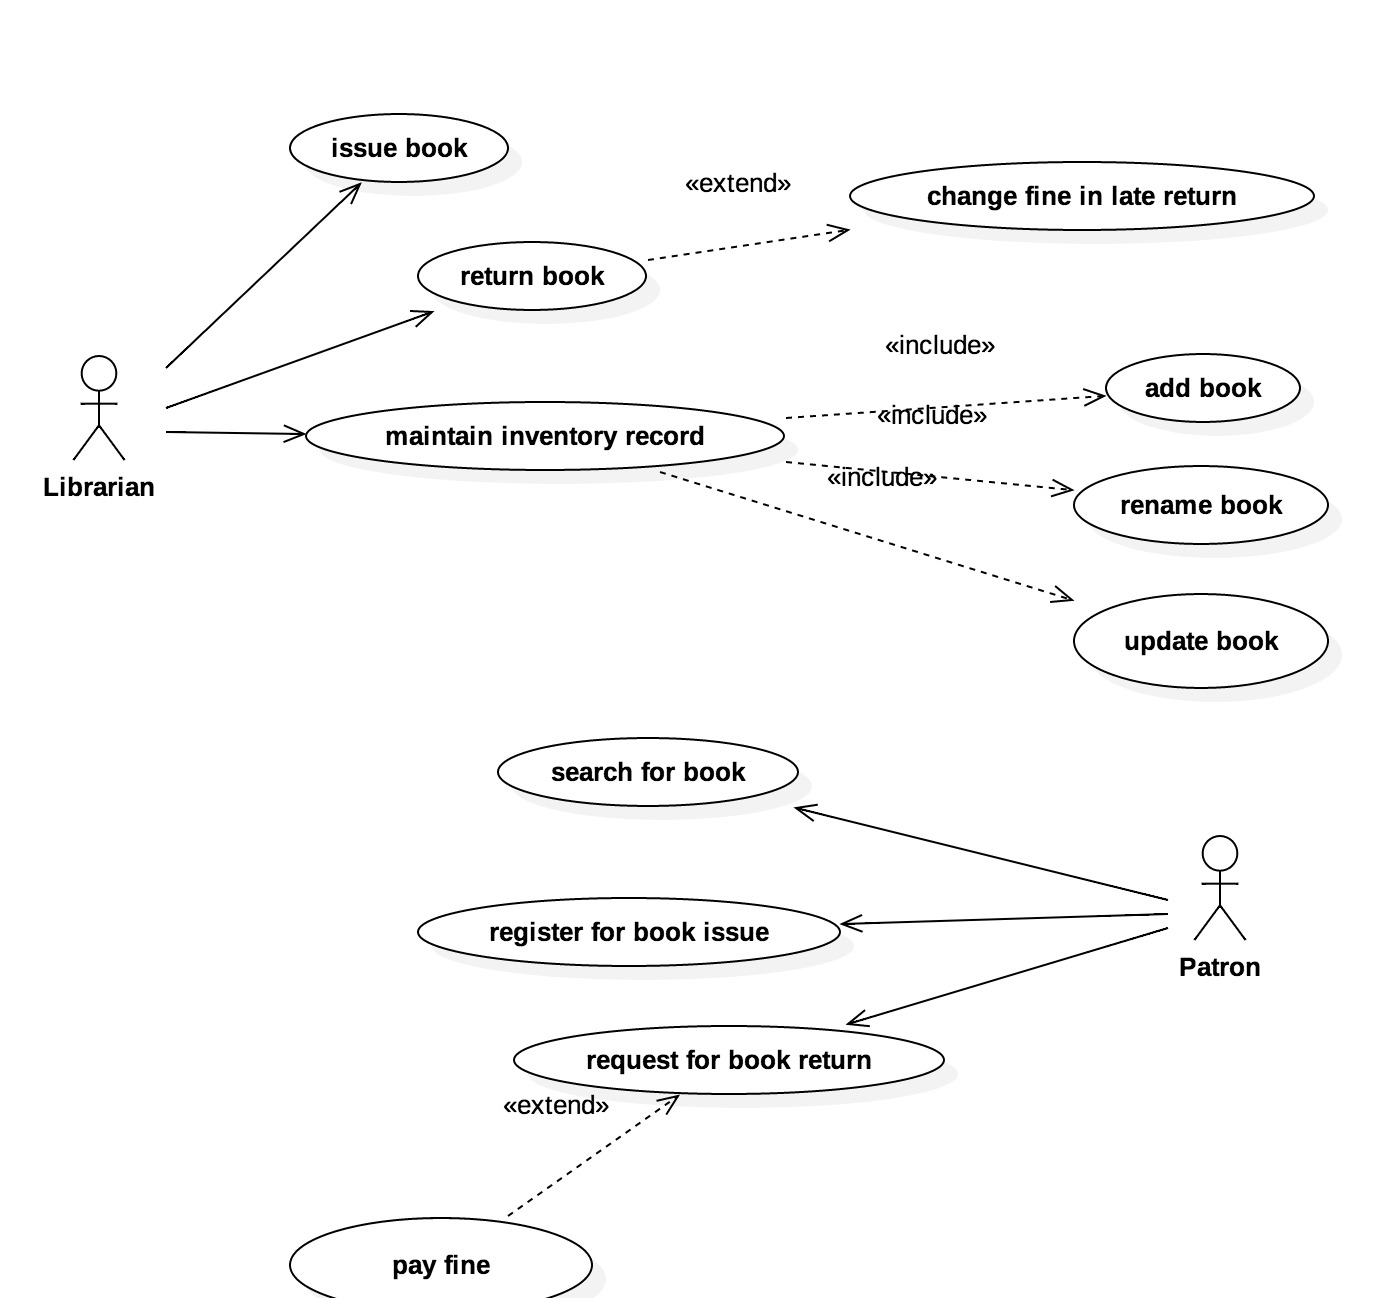 issue book
«extend»
change fine in late return
return book
«include»
add book
«include»
maintain inventory record
Librarian
«include»
rename book
update book
search for book
register for book issue
Patron
request for book return
«extend»
pay fine